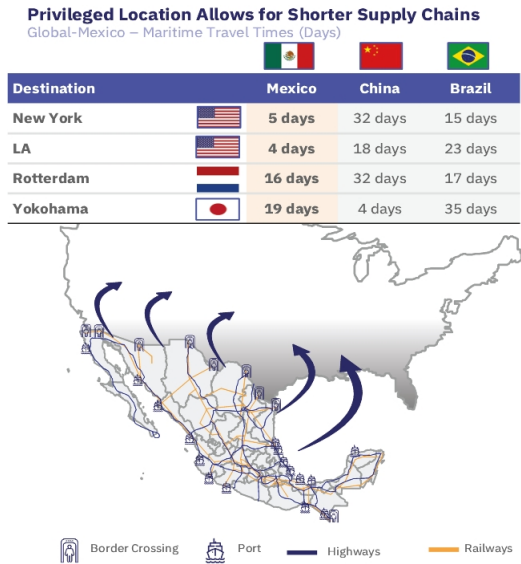 Privileged Location Allows for Shorter Supply Chains
Global-Mexico – Maritime Travel Times (Days)
Destination Mexico China Brazil
New York 5 days 32 days 15 days
LA 4 days 18 days 23 days
Rotterdam 16 days 32 days 17 days
Yokohama 19 days 4 days 35 days
Border Crossing Port Highways Railways